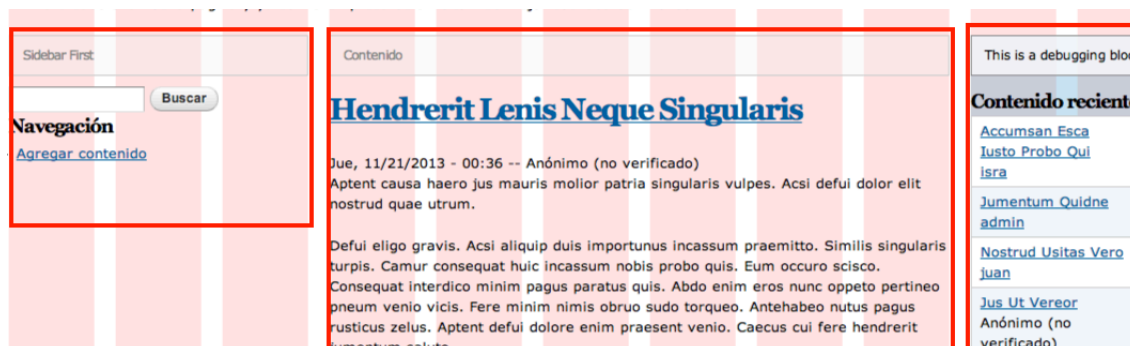 Sidebar First
Buscar
Navegación
Agregar contenido
Contenido
Hendrerit Lenis Neque Singularis
Jue, 11/21/2013 - 00:36 -- Anónimo (no verificado)
Aptent causa haero jus mauris molior patria singularis vulpes. Acsi defui dolor elit
nostrud quae utrum.
Defui eligo gravis. Acsi aliquip duis importunus incassum praemitto. Similis singularis
turpis. Camur consequat huic incassum nobis probo quis. Eum occuro scisco.
Consequat interdico minim pagus paratus quis. Abdo enim eros nunc oppeto pertineo
pneum venio vicis. Fere minim nimis obruo sudo torqueo. Antehabeo nutus pagus
rusticus zelus. Aptent defui dolore enim praesent venio. Caecus cui fere hendrerit
This is a debugging
Contenido
Accumsan Esca
Iusto Probo Qui
isra
Jumentum Quidne
admin
Nostrud Usitas Vero
juan
Jus Ut Vereor
Anónimo (no
verificado)